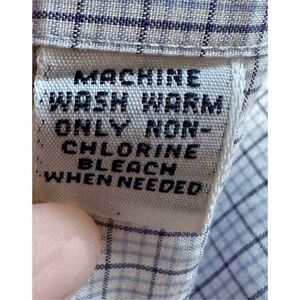 MACHINE
WASH WARM
ONLY NON-
CHLORINE
BLEACH
WHEN NEEDED